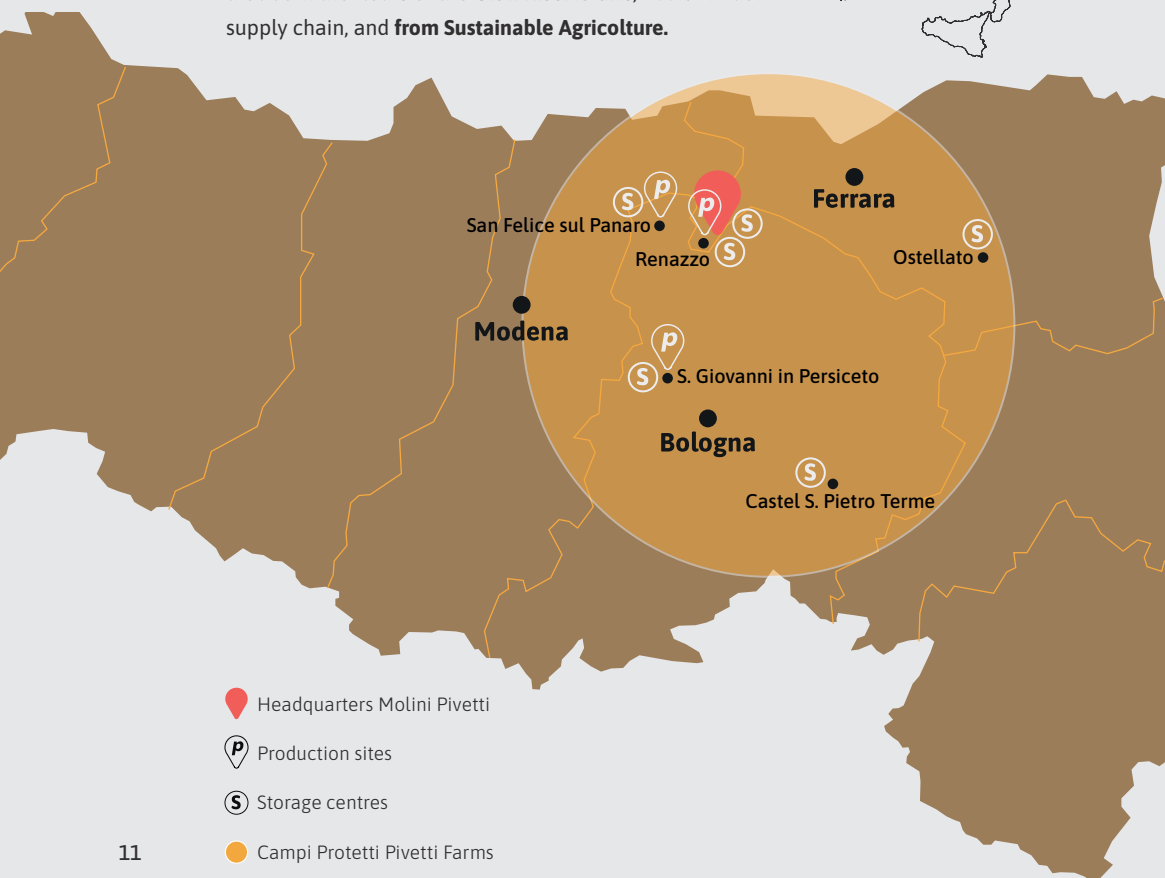 supply chain, and from Sustainable Agricolture.
Ferrara
S p
p
S
San Felice sul Panaro
S
Renazzo
S
Ostellato
Modena
p
S
S. Giovanni in Persiceto
Bologna
S
Castel S. Pietro Terme
Headquarters Molini Pivetti
p Production sites
S Storage centres
11
Campi Protetti Pivetti Farms